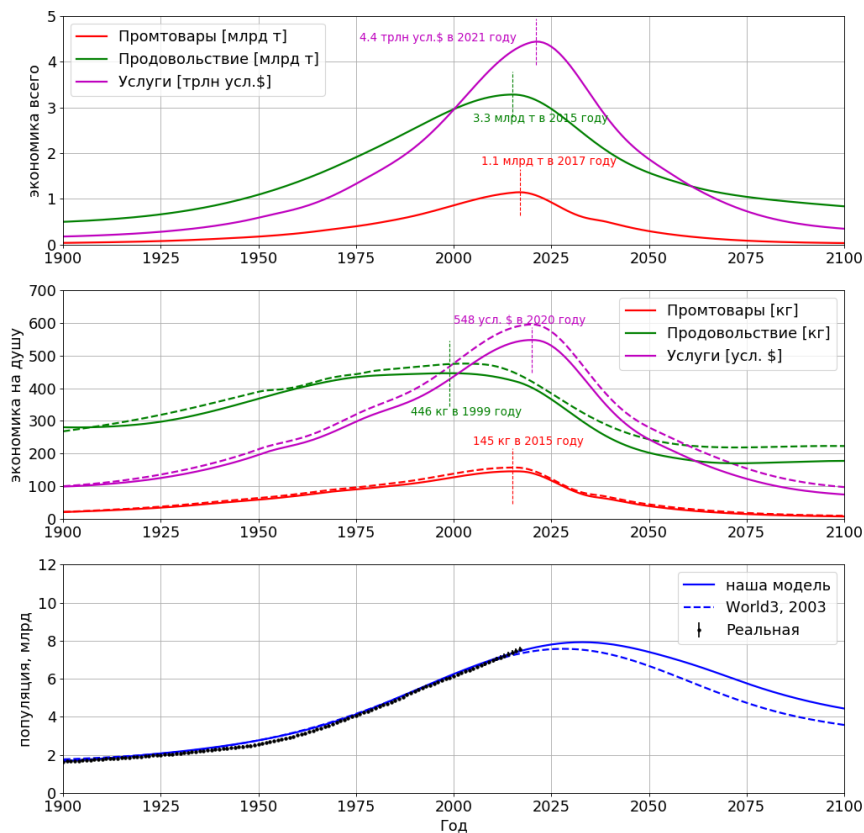 экономика всего
5
4
3
2
1
0
Промтовары [млрд т]
Продовольствие [млрд т]
Услуги [трлн усл.$]
4.4 трлн усл.$ в 2021 году
3.3 млрд т в 2015 году
1.1 млрд т в 2017 году
1900 1925 1950 1975 2000 2025 2050 2075 2100
экономика на душу
700
600
500
400
300
200
100
0
548 усл. $ в 2020 году
446 кг в 1999 году
145 кг в 2015 году
Промтовары [кг]
Продовольствие [кг]
Услуги [усл. $]
1900 1925 1950 1975 2000 2025 2050 2075 2100
популяция, млрд
12
10
8
6
4
2
0
наша модель
World3, 2003
Реальная
1900 1925 1950 1975 2000 2025 2050 2075 2100
Год